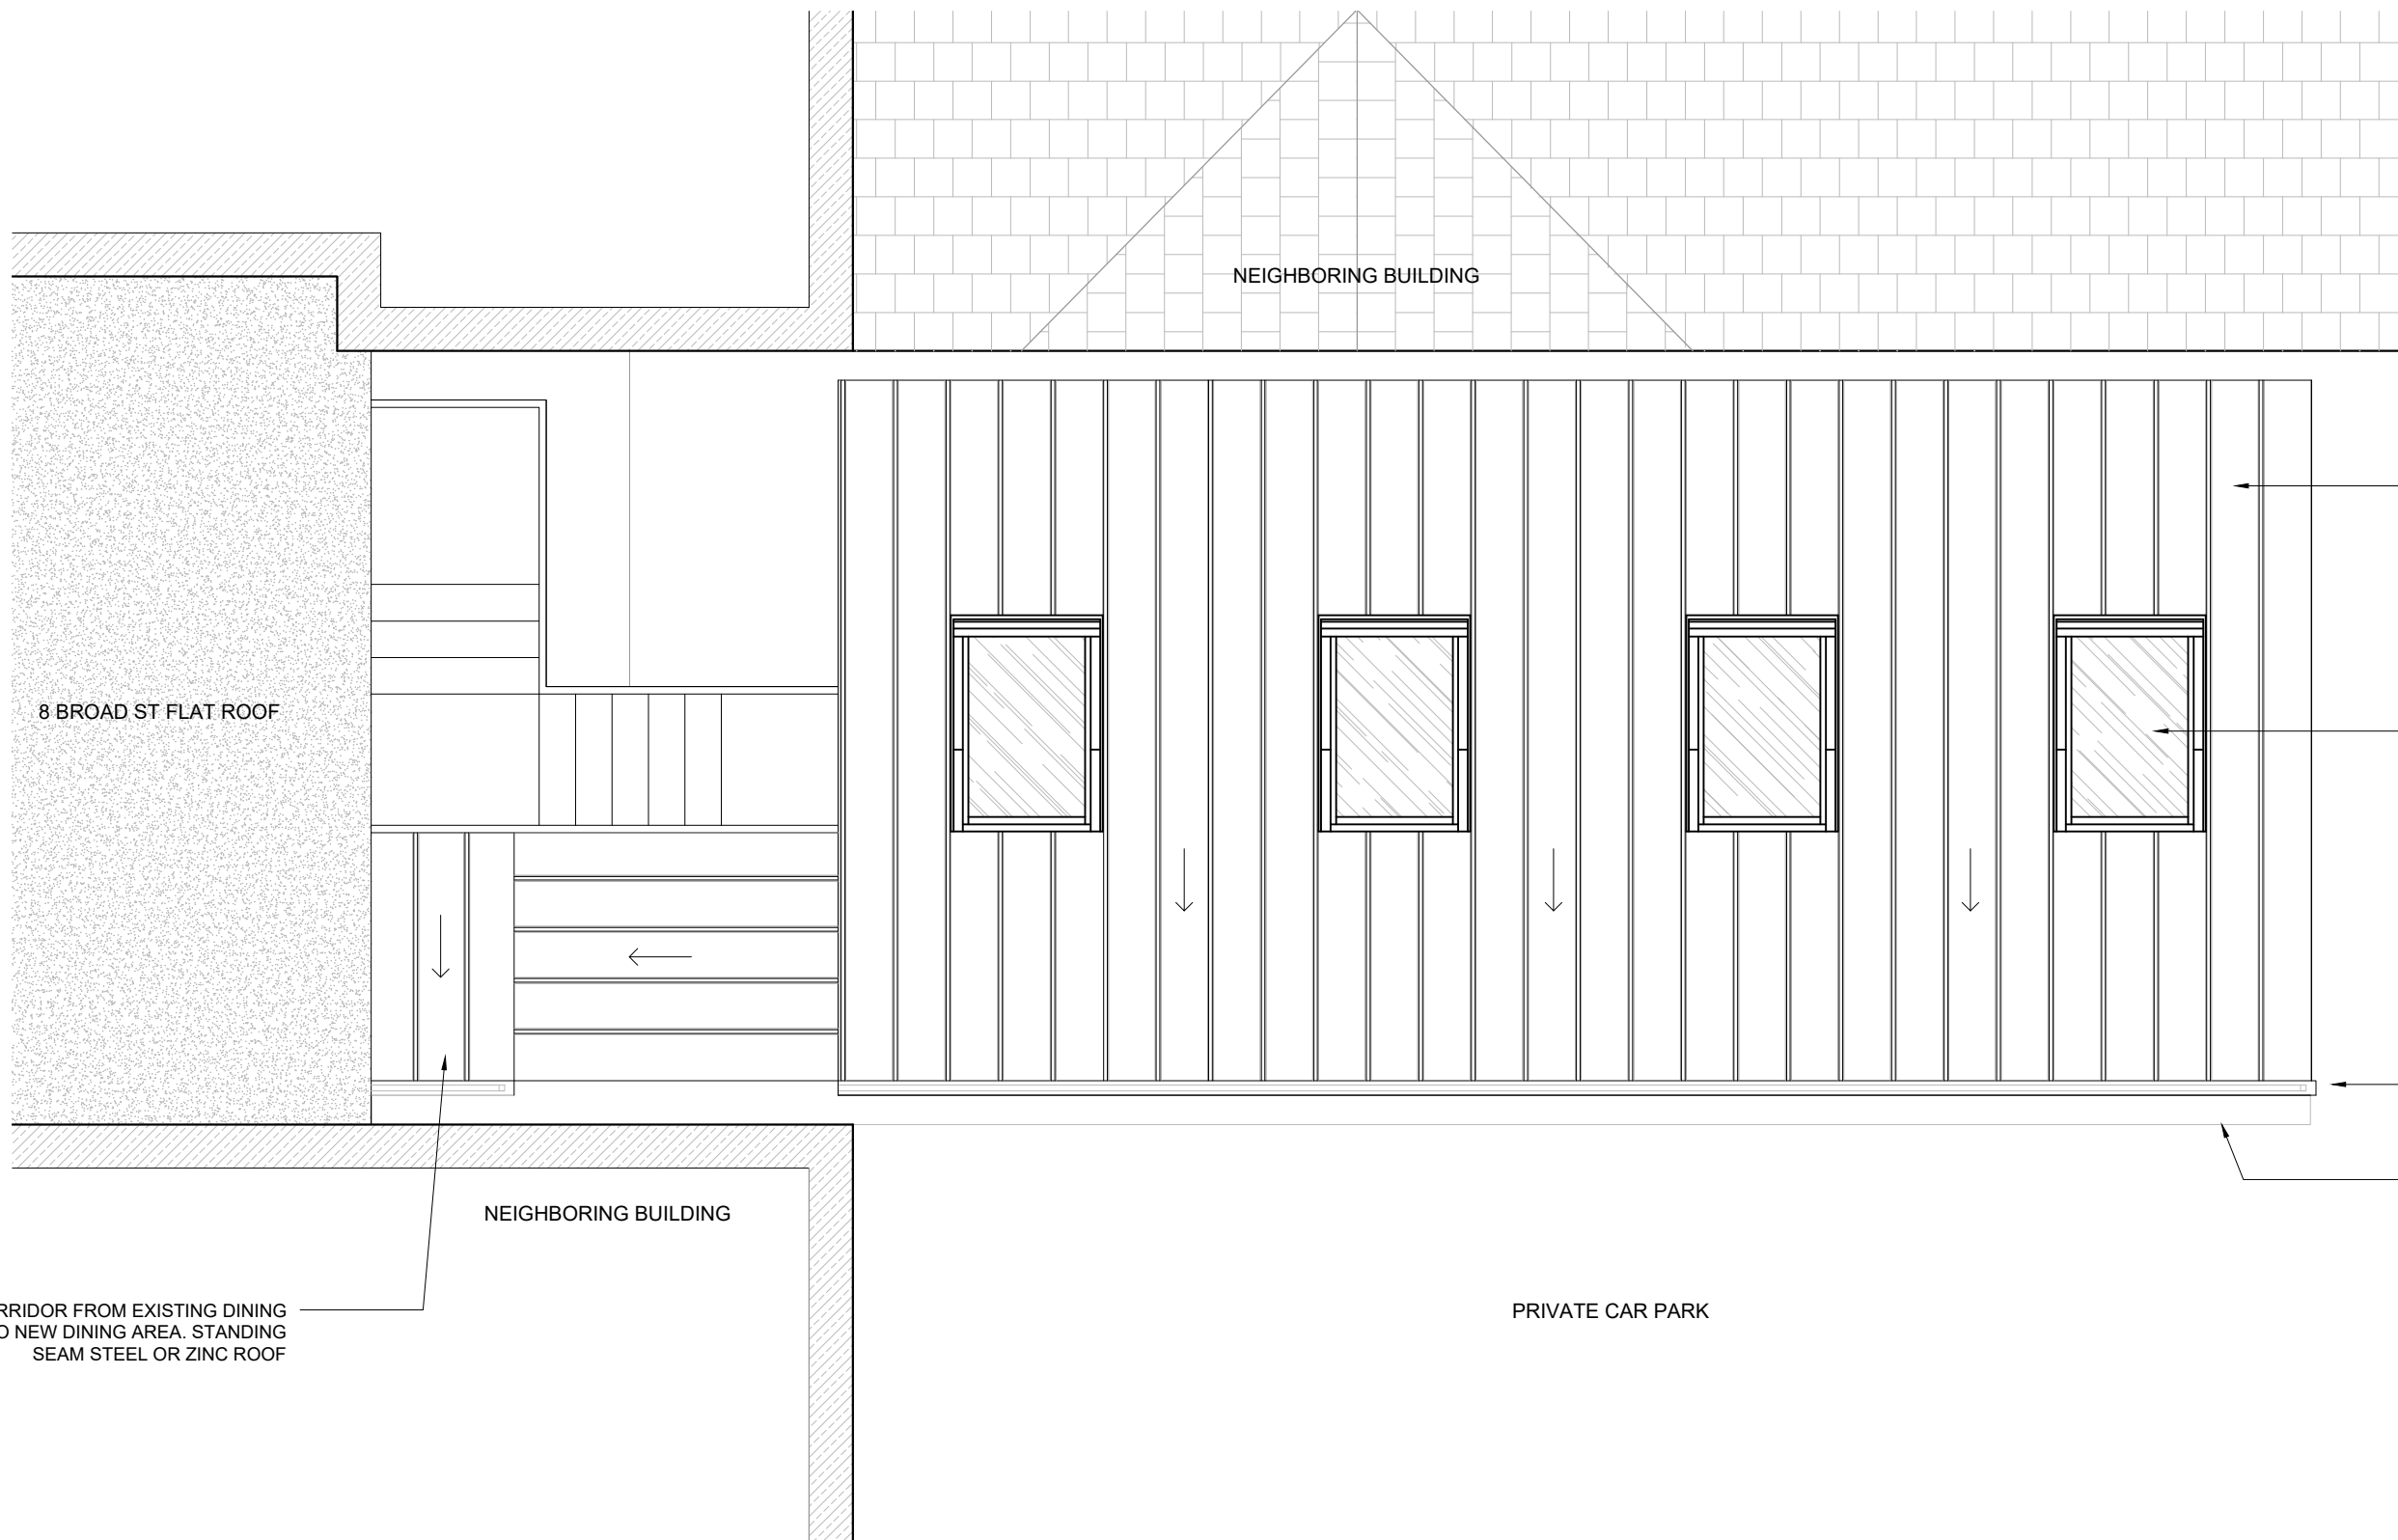 NEIGHBORING BUILDING
8 BROAD ST FLAT ROOF
NEIGHBORING BUILDING
FROM EXISTING DINING
NEW DINING AREA. STANDING
SEAM STEEL OR ZINC ROOF
PRIVATE CAR PARK